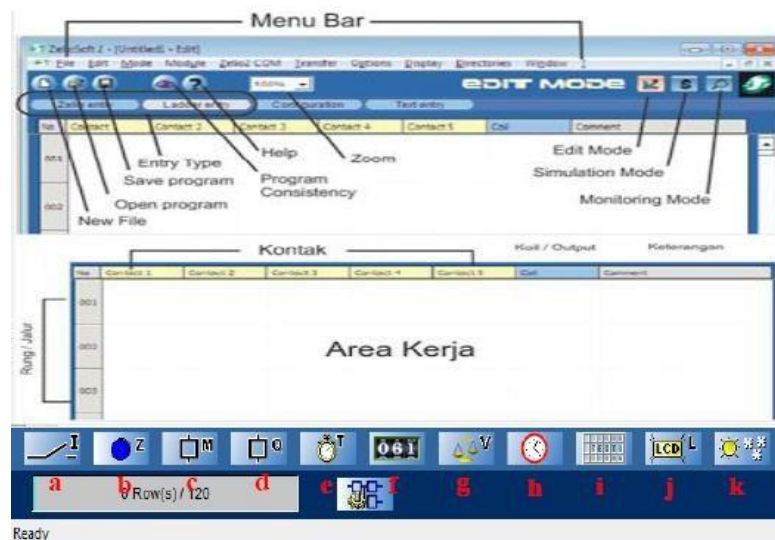 Menu Bar
ZelioSoft 2 - [Untitled1 - Edit]
File Edit Mode Module Zelio2 COM Transfer Options Display Directories Window ?
100% EDIT MODE S
Zelio entry Ladder entry Configuration Text entry
No Contact Contact 2 Contact 3 Contact 4 Contact 5 Coil Comment
001
002
Entry Type
Help
Zoom
Edit Mode
Save program
Program Consistency
Simulation Mode
Open program
Monitoring Mode
New File
Kontak
Koil / Output
Keterangan
No Contact 1 Contact 2 Contact 3 Contact 4 Contact 5 Coil Comment
001
002
003
Rung / Jalur
Area Kerja
I Z M Q T 061 V TEXTS LCD L
a b c d e f g h i j k
0 Row(s) / 120
Ready